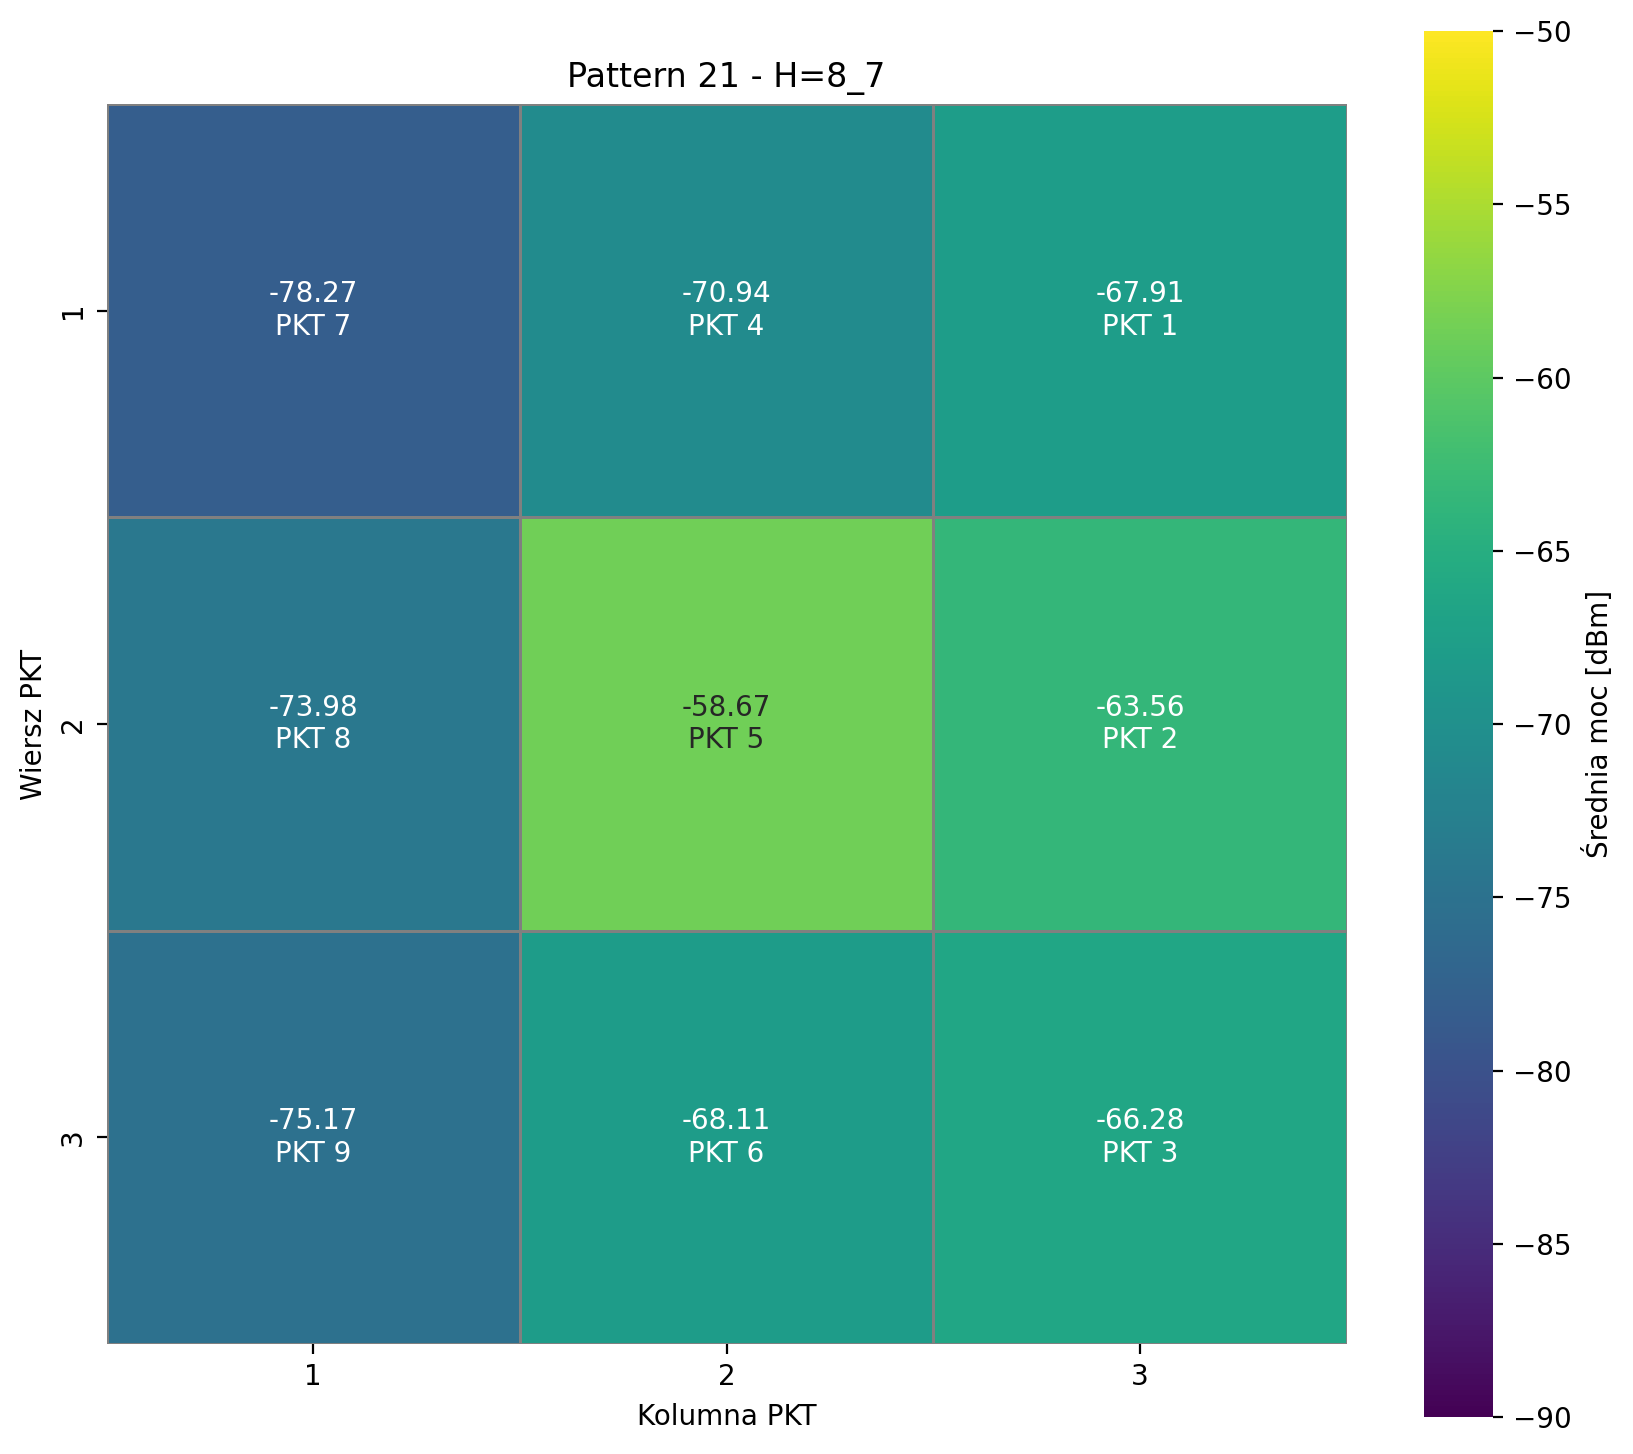 Pattern 21 - H=8_7
-78.27
PKT 7
-70.94
PKT 4
-67.91
PKT 1
-73.98
PKT 8
-58.67
PKT 5
-63.56
PKT 2
-75.17
PKT 9
-68.11
PKT 6
-66.28
PKT 3
1
2
3
Wiersz PKT
1
2
3
Kolumna PKT
−50
−55
−60
−65
−70
−75
−80
−85
−90
Średnia moc [dBm]